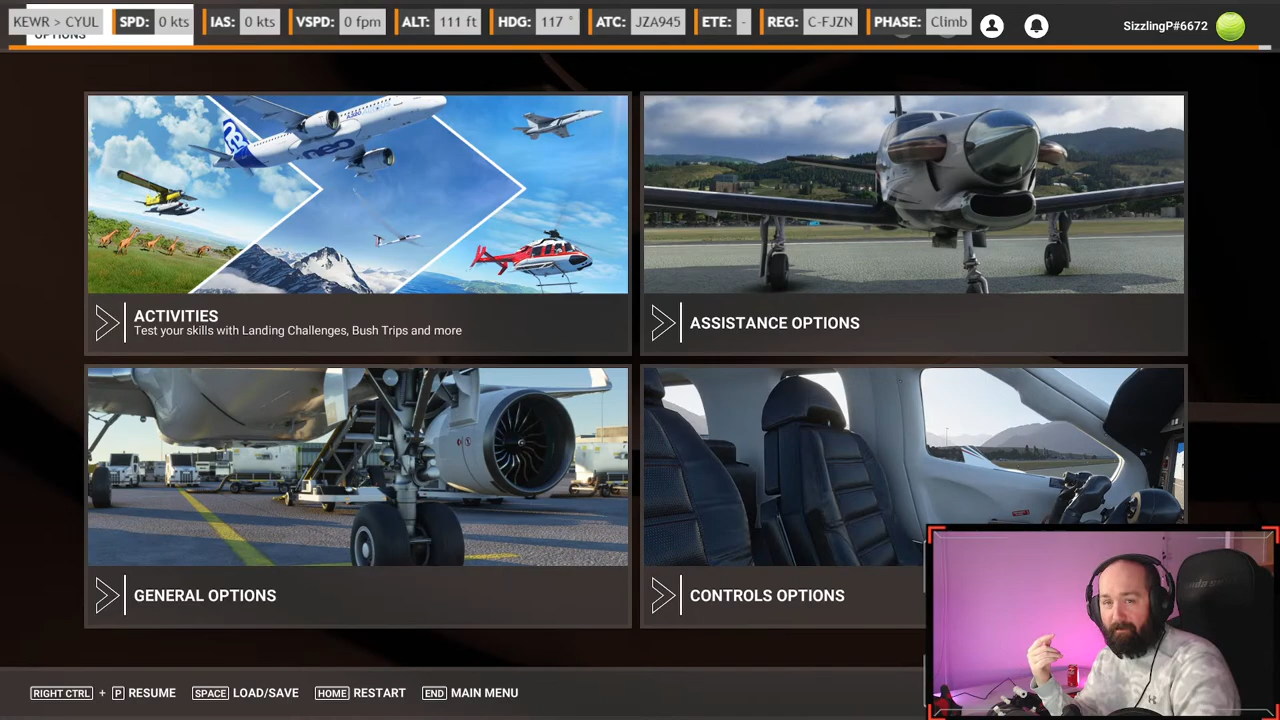 KEWR > CYUL SPD: 0 kts IAS: 0 kts VSPD: 0 fpm ALT: 111 ft HDG: 117 ° ATC: JZA945 ETE: - REG: C-FJZN PHASE: Climb
OPTIONS
SizzlingP#6672
neo
ACTIVITIES
Test your skills with Landing Challenges, Bush Trips and more
ASSISTANCE OPTIONS
GENERAL OPTIONS
CONTROLS OPTIONS
RIGHT CTRL + P RESUME SPACE LOAD/SAVE HOME RESTART END MAIN MENU